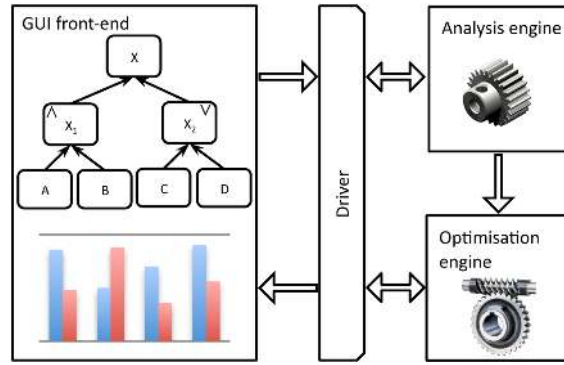 GUI front-end
X
∧
X₁
∨
X₂
A
B
C
D
Driver
Analysis engine
Optimisation
engine